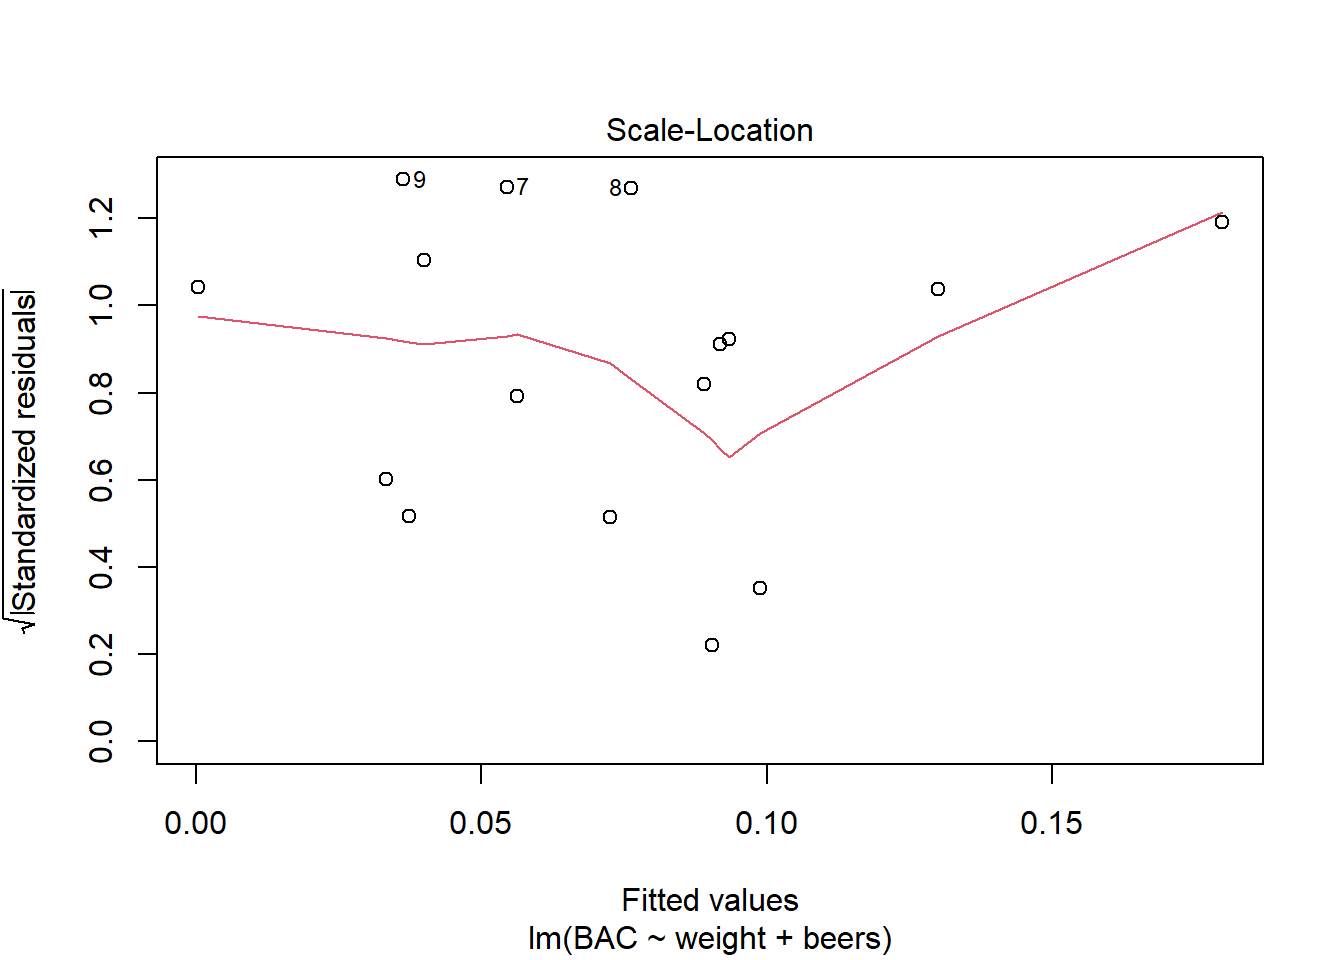 Scale-Location
√|Standardized residuals|
1.2
1.0
0.8
0.6
0.4
0.2
0.0
9
7
8
0.00 0.05 0.10 0.15
Fitted values
lm(BAC ~ weight + beers)